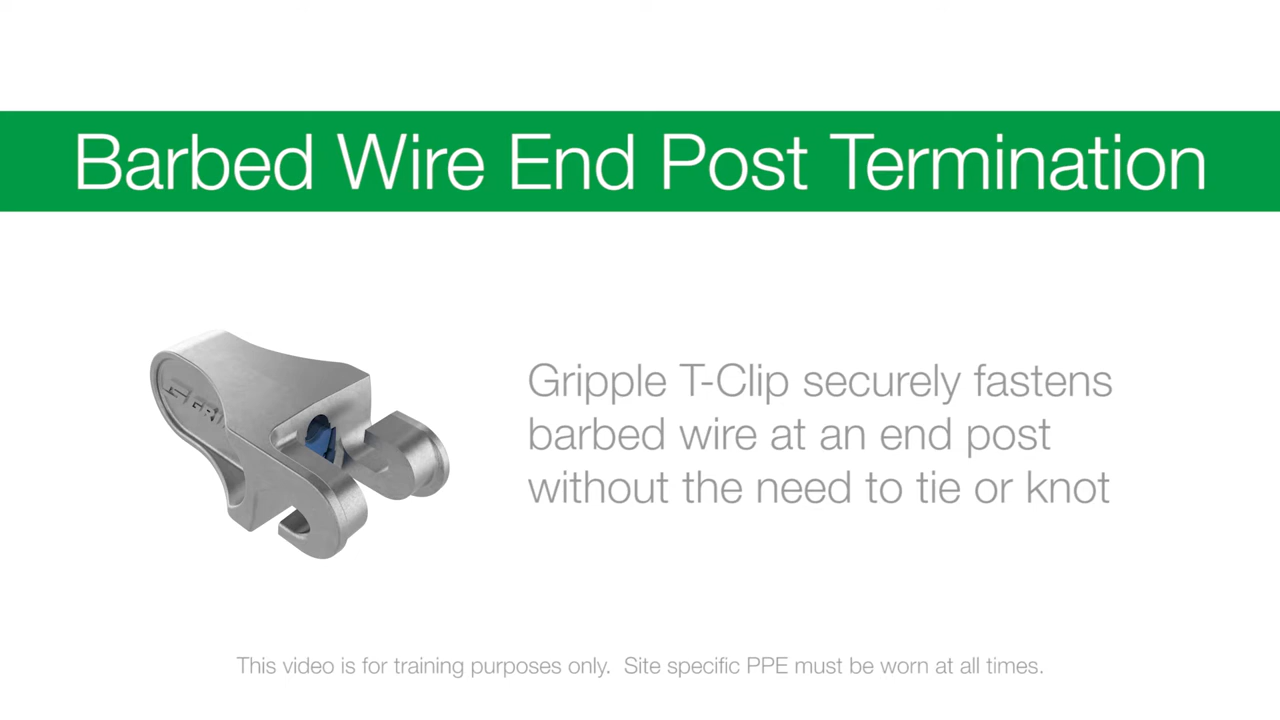 Barbed Wire End Post Termination
Gripple T-Clip securely fastens
barbed wire at an end post
without the need to tie or knot
This video is for training purposes only.  Site specific PPE must be worn at all times.